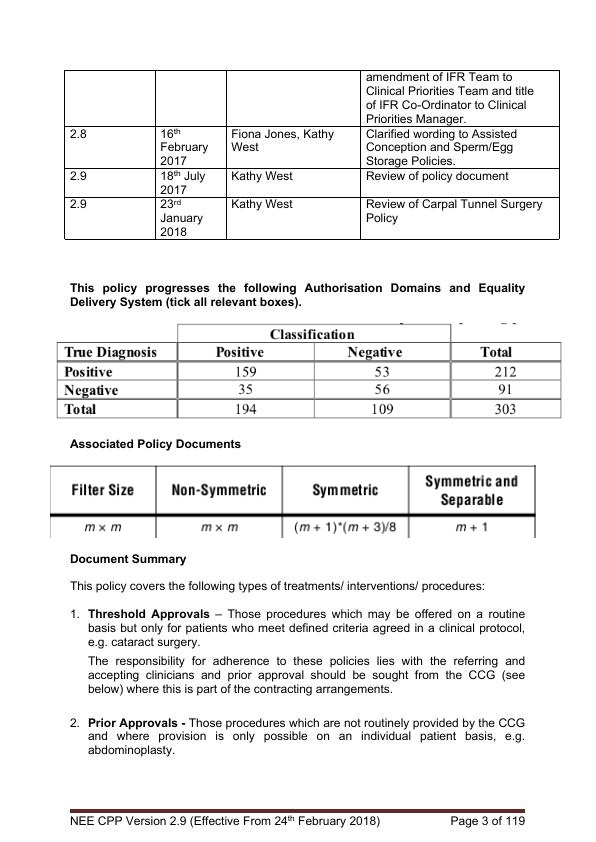 amendment of IFR Team to
Clinical Priorities Team and title
of IFR Co-Ordinator to Clinical
Priorities Manager.
2.8 16th Fiona Jones, Kathy Clarified wording to Assisted
February West Conception and Sperm/Egg
2017 Storage Policies.
2.9 18th July Kathy West Review of policy document
2017
2.9 23rd Kathy West Review of Carpal Tunnel Surgery
January Policy
2018
This policy progresses the following Authorisation Domains and Equality
Delivery System (tick all relevant boxes).
Classification
True Diagnosis Positive Negative Total
Positive 159 53 212
Negative 35 56 91
Total 194 109 303
Associated Policy Documents
Filter Size Non-Symmetric Symmetric Symmetric and
Separable
m × m m × m (m + 1)*(m + 3)/8 m + 1
Document Summary
This policy covers the following types of treatments/ interventions/ procedures:
1. Threshold Approvals – Those procedures which may be offered on a routine
basis but only for patients who meet defined criteria agreed in a clinical protocol,
e.g. cataract surgery.
The responsibility for adherence to these policies lies with the referring and
accepting clinicians and prior approval should be sought from the CCG (see
below) where this is part of the contracting arrangements.
2. Prior Approvals - Those procedures which are not routinely provided by the CCG
and where provision is only possible on an individual patient basis, e.g.
abdominoplasty.
NEE CPP Version 2.9 (Effective From 24th February 2018) Page 3 of 119